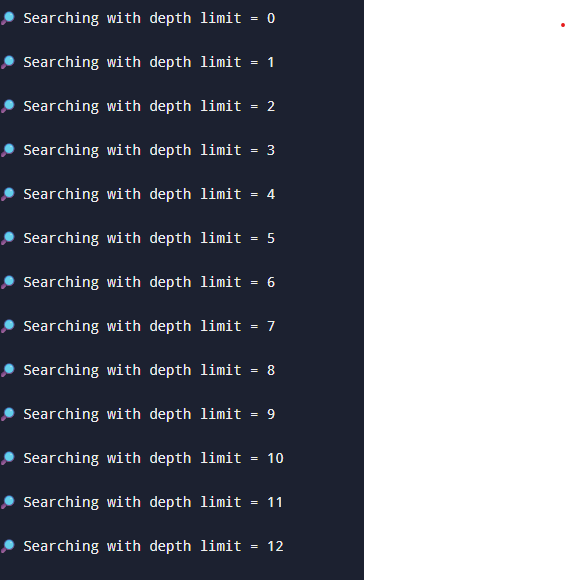 🔎 Searching with depth limit = 0
🔎 Searching with depth limit = 1
🔎 Searching with depth limit = 2
🔎 Searching with depth limit = 3
🔎 Searching with depth limit = 4
🔎 Searching with depth limit = 5
🔎 Searching with depth limit = 6
🔎 Searching with depth limit = 7
🔎 Searching with depth limit = 8
🔎 Searching with depth limit = 9
🔎 Searching with depth limit = 10
🔎 Searching with depth limit = 11
🔎 Searching with depth limit = 12